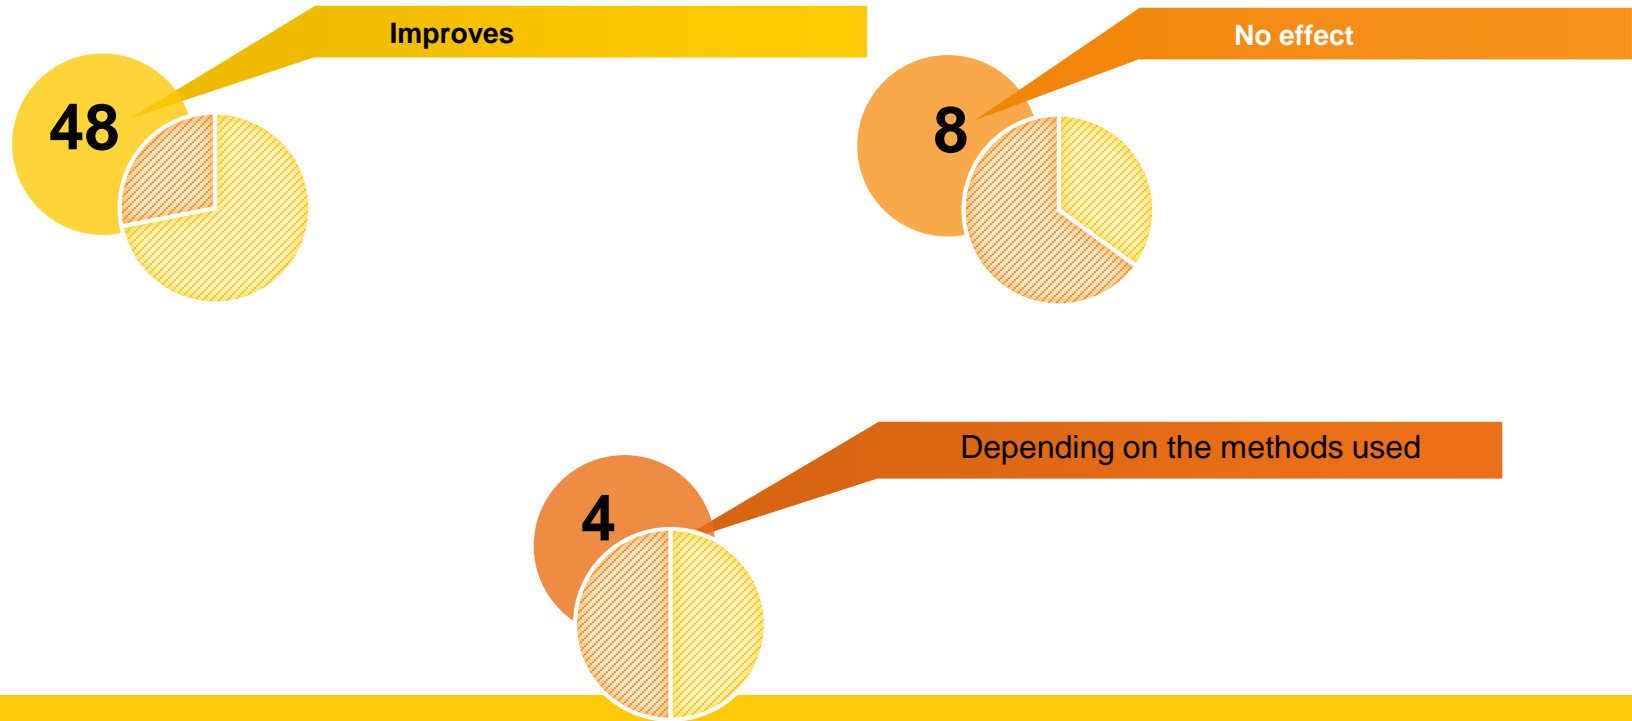 Improves
48
No effect
8
Depending on the methods used
4